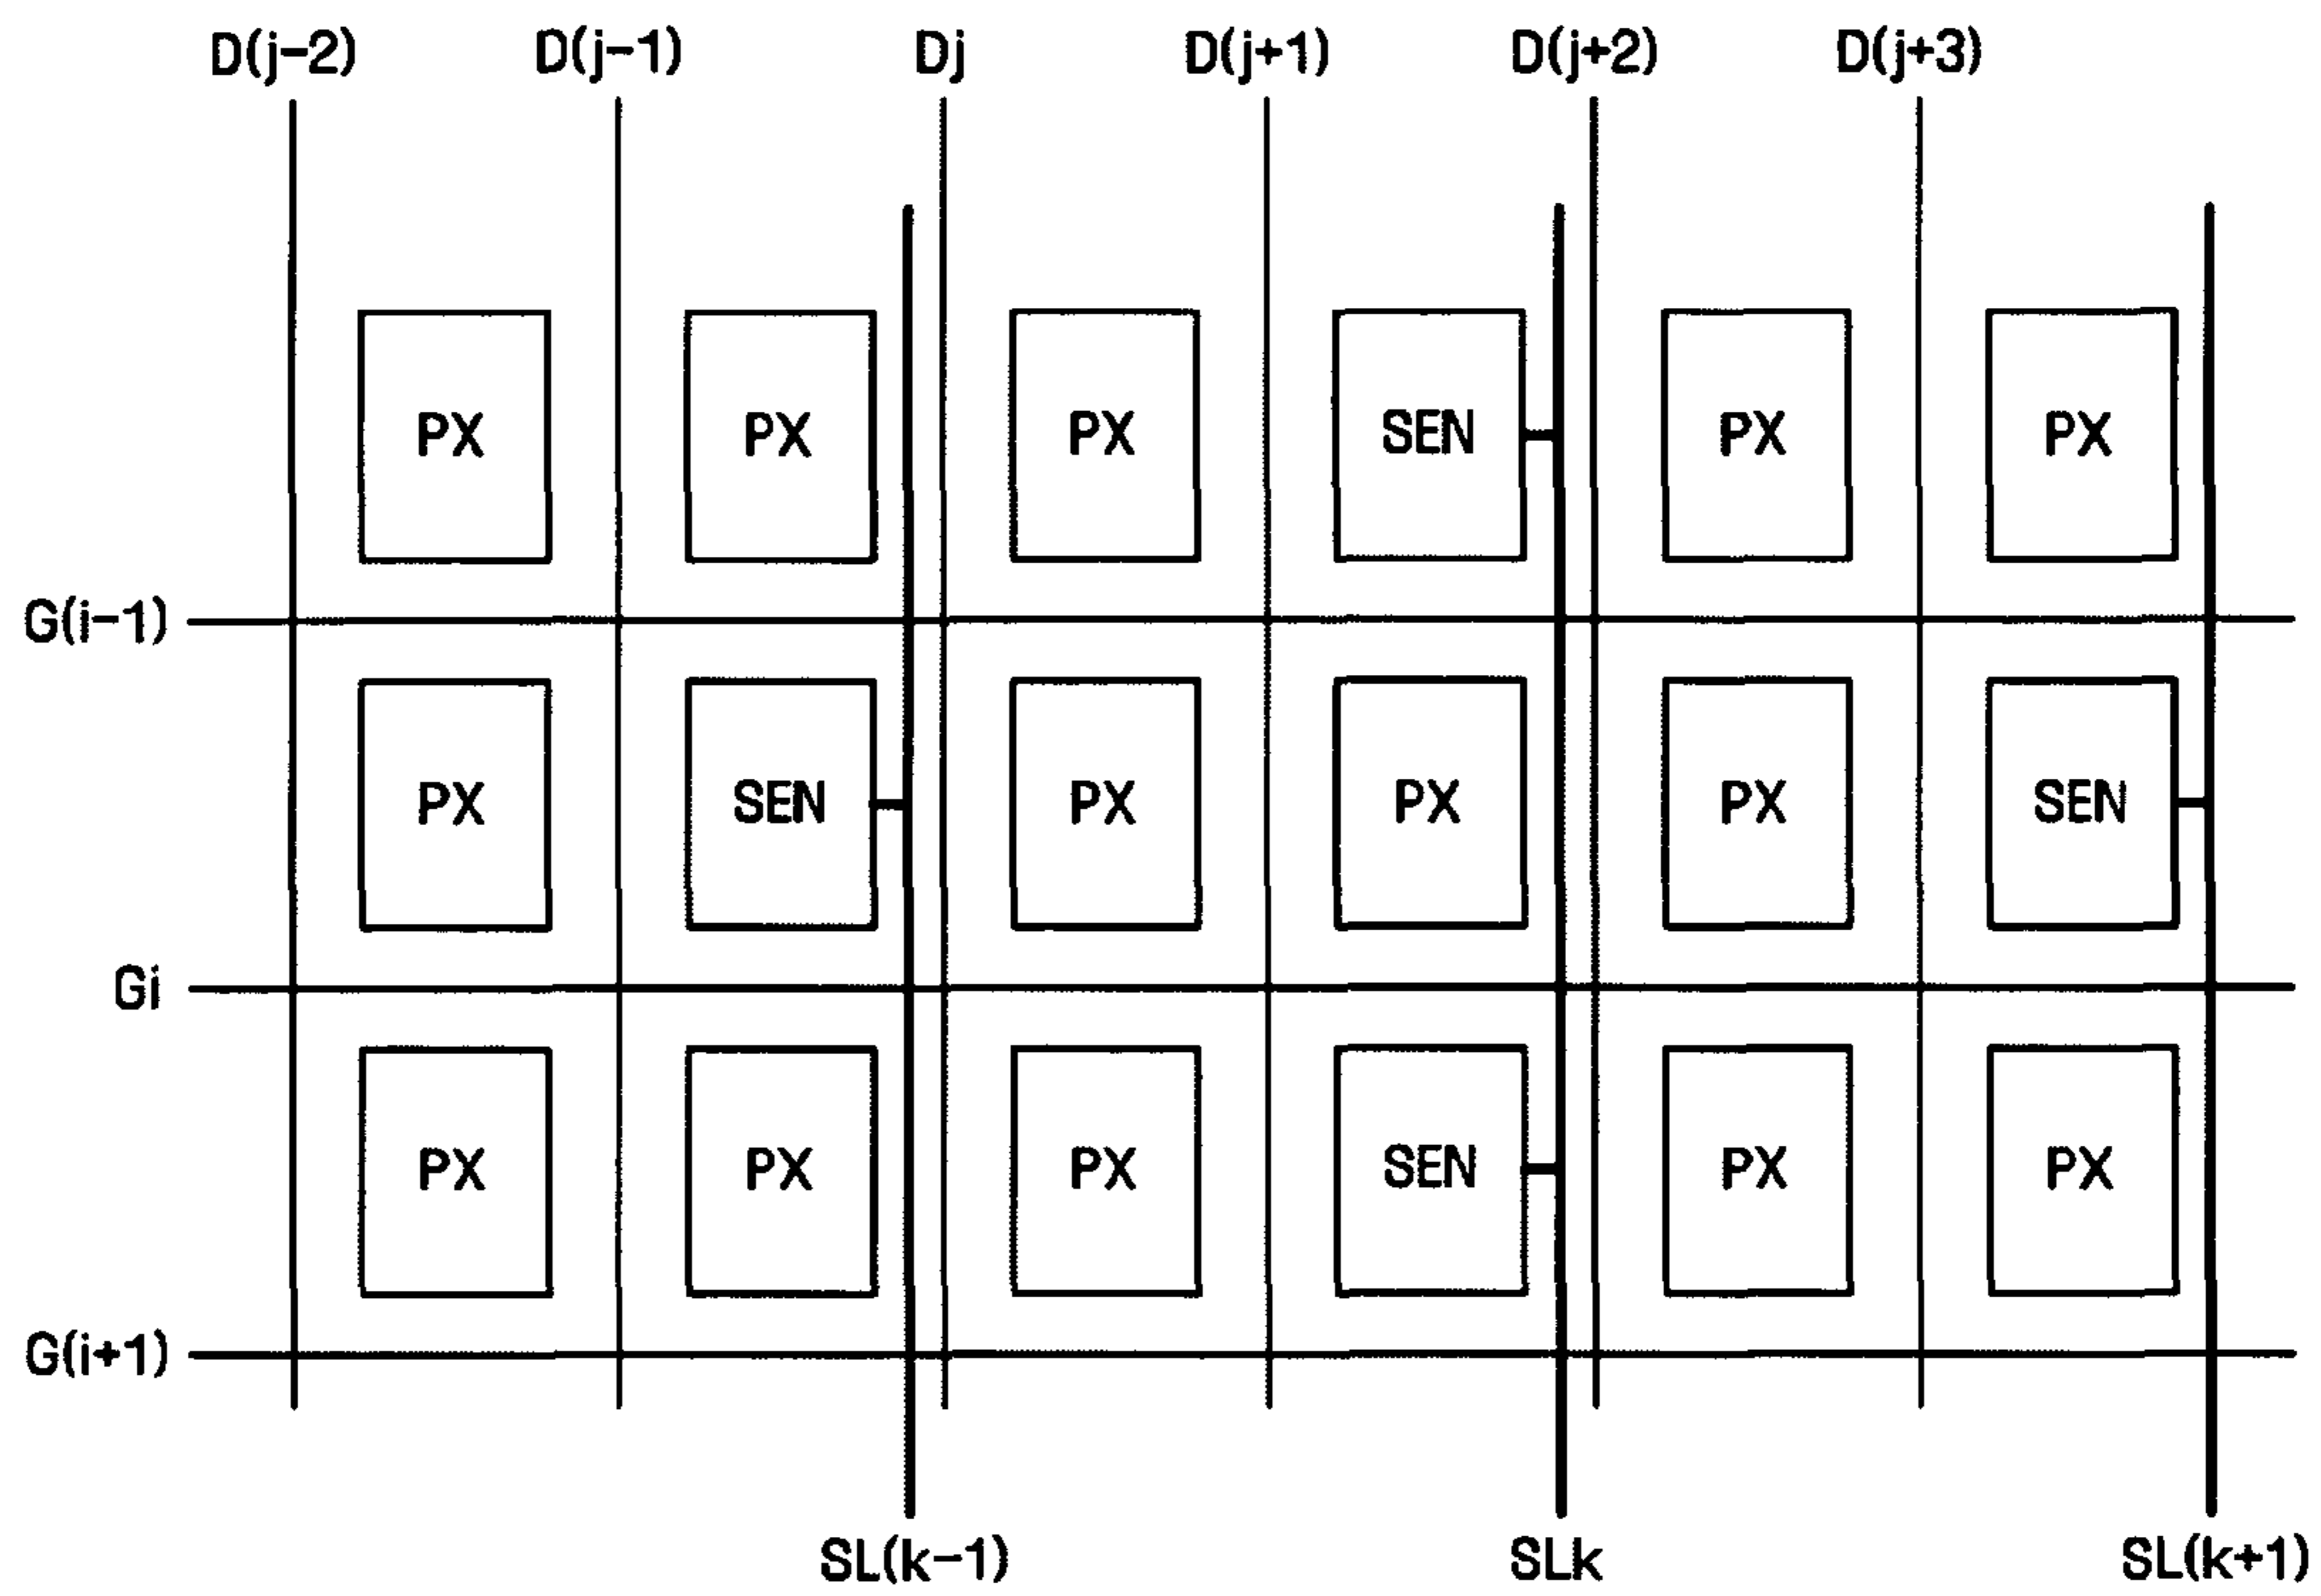 D(j-2) D(j-1) Dj D(j+1) D(j+2) D(j+3)
PX PX PX SEN PX PX
G(i-1)
PX SEN PX PX PX SEN
Gi
PX PX PX SEN PX PX
G(i+1)
SL(k-1) SLk SL(k+1)